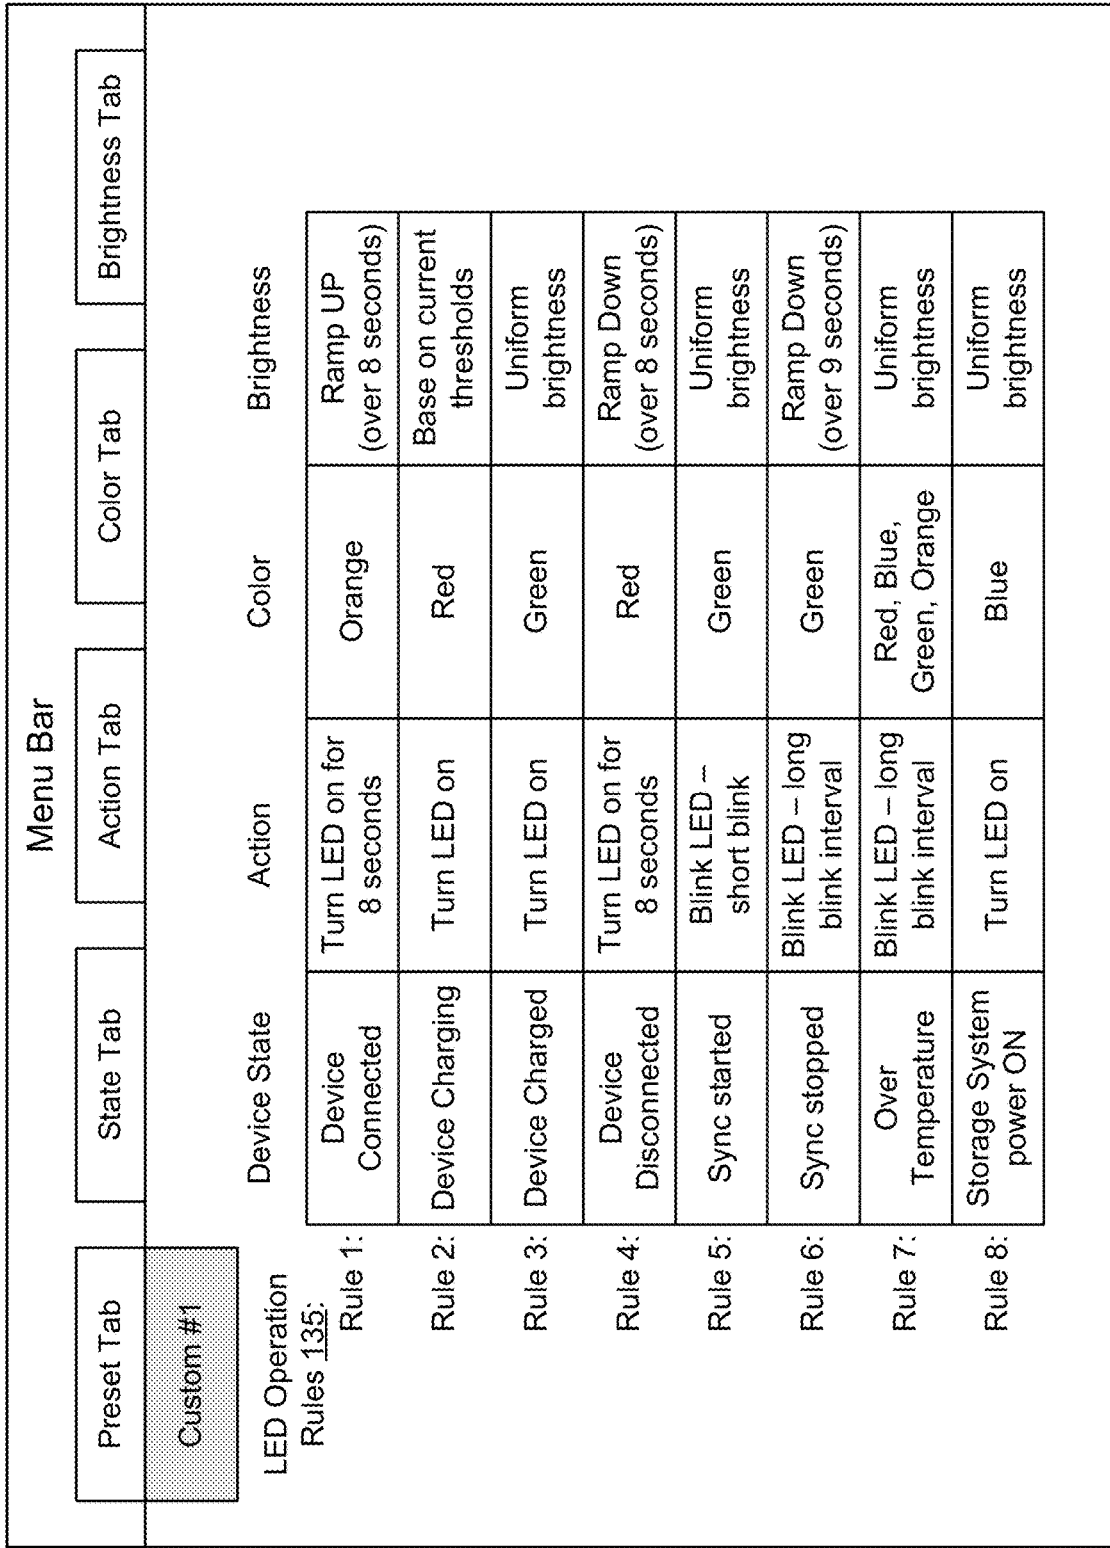 Menu Bar
Preset Tab
State Tab
Action Tab
Color Tab
Brightness Tab
Custom #1
LED Operation
Rules 135:
Device State
Action
Color
Brightness
Rule 1:
Device
Connected
Turn LED on for
8 seconds
Orange
Ramp UP
(over 8 seconds)
Rule 2:
Device Charging
Turn LED on
Red
Base on current
thresholds
Rule 3:
Device Charged
Turn LED on
Green
Uniform
brightness
Rule 4:
Device
Disconnected
Turn LED on for
8 seconds
Red
Ramp Down
(over 8 seconds)
Rule 5:
Sync started
Blink LED –
short blink
Green
Uniform
brightness
Rule 6:
Sync stopped
Blink LED – long
blink interval
Green
Ramp Down
(over 9 seconds)
Rule 7:
Over
Temperature
Blink LED – long
blink interval
Red, Blue,
Green, Orange
Uniform
brightness
Rule 8:
Storage System
power ON
Turn LED on
Blue
Uniform
brightness